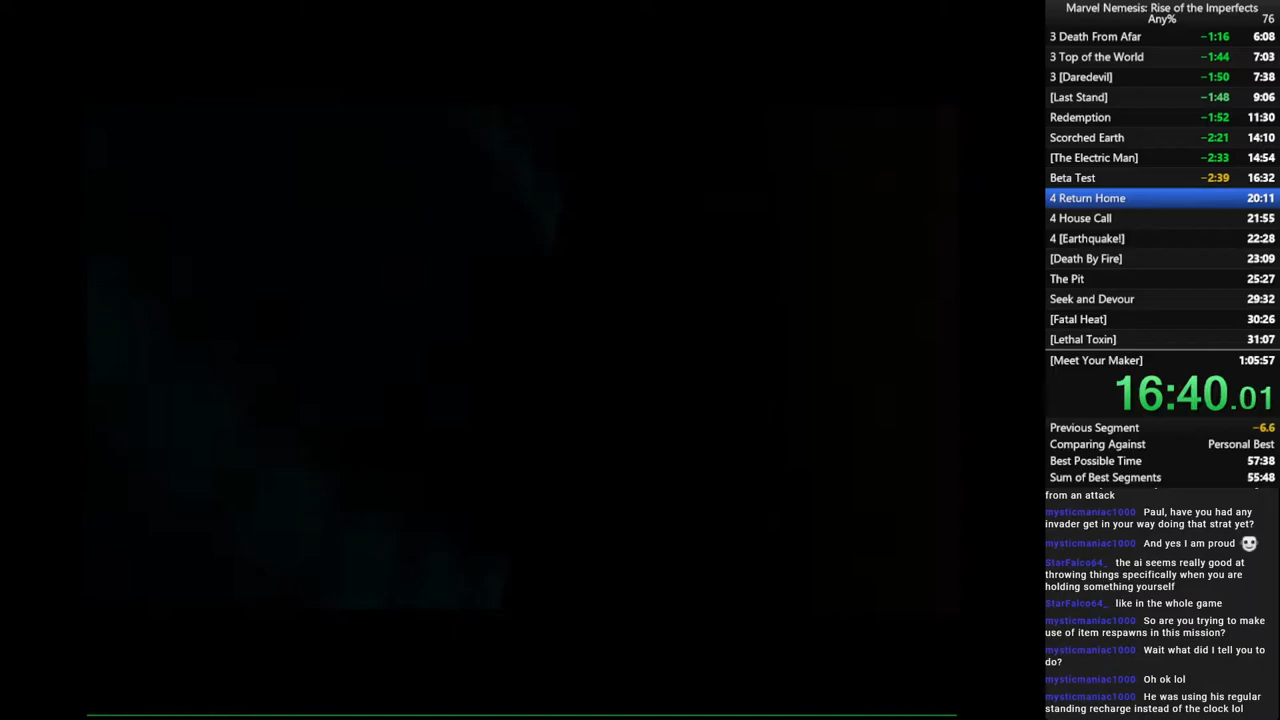 Marvel Nemesis: Rise of the Imperfects
Any% 76
3 Death From Afar -1:16 6:08
3 Top of the World -1:44 7:03
3 [Daredevil] -1:50 7:38
[Last Stand] -1:48 9:06
Redemption -1:52 11:30
Scorched Earth -2:21 14:10
[The Electric Man] -2:33 14:54
Beta Test -2:39 16:32
4 Return Home 20:11
4 House Call 21:55
4 [Earthquake!] 22:28
[Death By Fire] 23:09
The Pit 25:27
Seek and Devour 29:32
[Fatal Heat] 30:26
[Lethal Toxin] 31:07
[Meet Your Maker] 1:05:57
16:40.01
Previous Segment -6.6
Comparing Against Personal Best
Best Possible Time 57:38
Sum of Best Segments 55:48
from an attack
mysticmaniac1000 Paul, have you had any
invader get in your way doing that strat yet?
mysticmaniac1000 And yes I am proud
StarFalco64_ the ai seems really good at
throwing things specifically when you are
holding something yourself
StarFalco64_ like in the whole game
mysticmaniac1000 So are you trying to make
use of item respawns in this mission?
mysticmaniac1000 Wait what did I tell you to
do?
mysticmaniac1000 Oh ok lol
mysticmaniac1000 He was using his regular
standing recharge instead of the clock lol